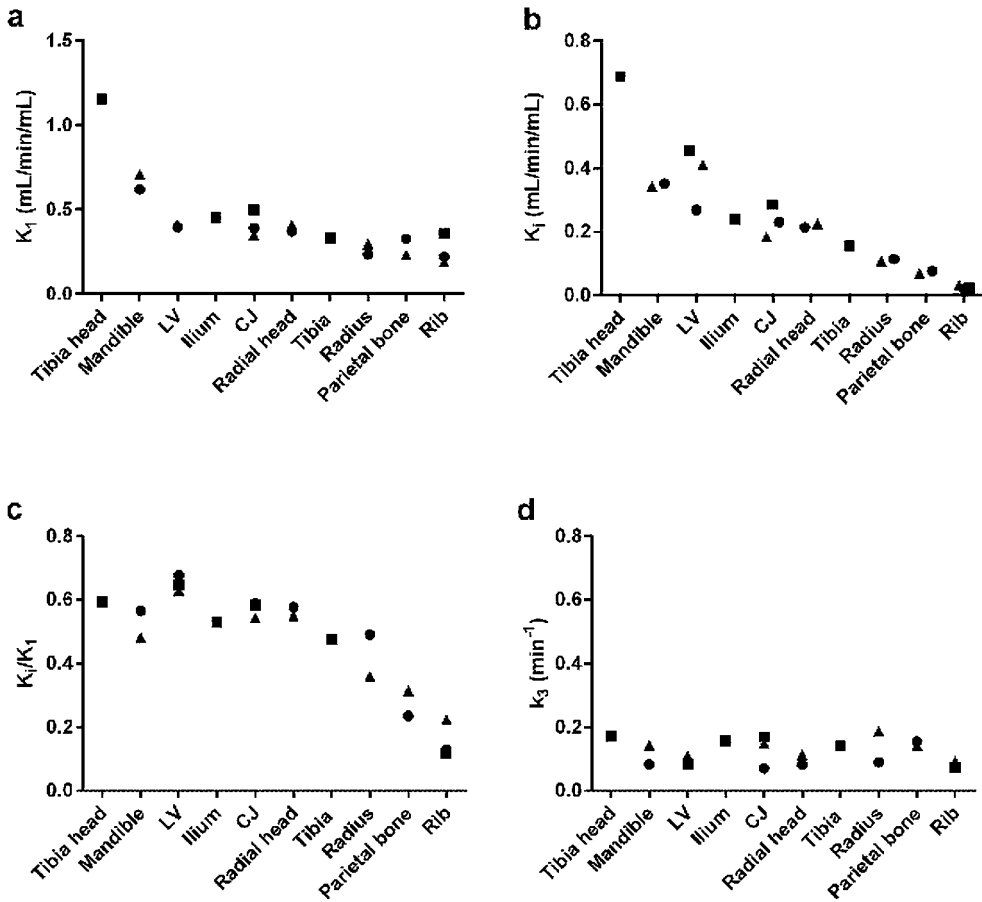 a
K₁ (mL/min/mL)
1.5
1.0
0.5
0.0
Tibia head
Mandible
LV
Ilium
CJ
Radial head
Tibia
Radius
Parietal bone
Rib
b
Kᵢ (mL/min/mL)
0.8
0.6
0.4
0.2
0.0
Tibia head
Mandible
LV
Ilium
CJ
Radial head
Tibia
Radius
Parietal bone
Rib
c
Kᵢ/K₁
0.8
0.6
0.4
0.2
0.0
Tibia head
Mandible
LV
Ilium
CJ
Radial head
Tibia
Radius
Parietal bone
Rib
d
k₃ (min⁻¹)
0.8
0.6
0.4
0.2
0.0
Tibia head
Mandible
LV
Ilium
CJ
Radial head
Tibia
Radius
Parietal bone
Rib